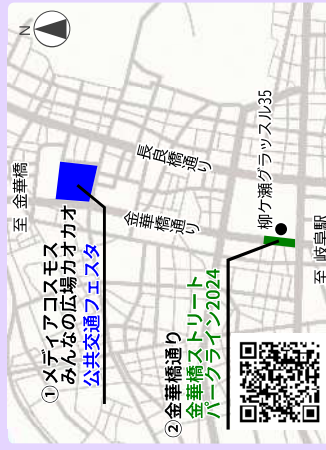 N
至 金華橋
①メディアコスモス
みんなの広場カオカオ
公共交通フェスタ
長良橋通り
金華橋通り
②金華橋通り
金華橋ストリート
パークライン2024
柳ケ瀬グラッスル35
至 岐阜駅